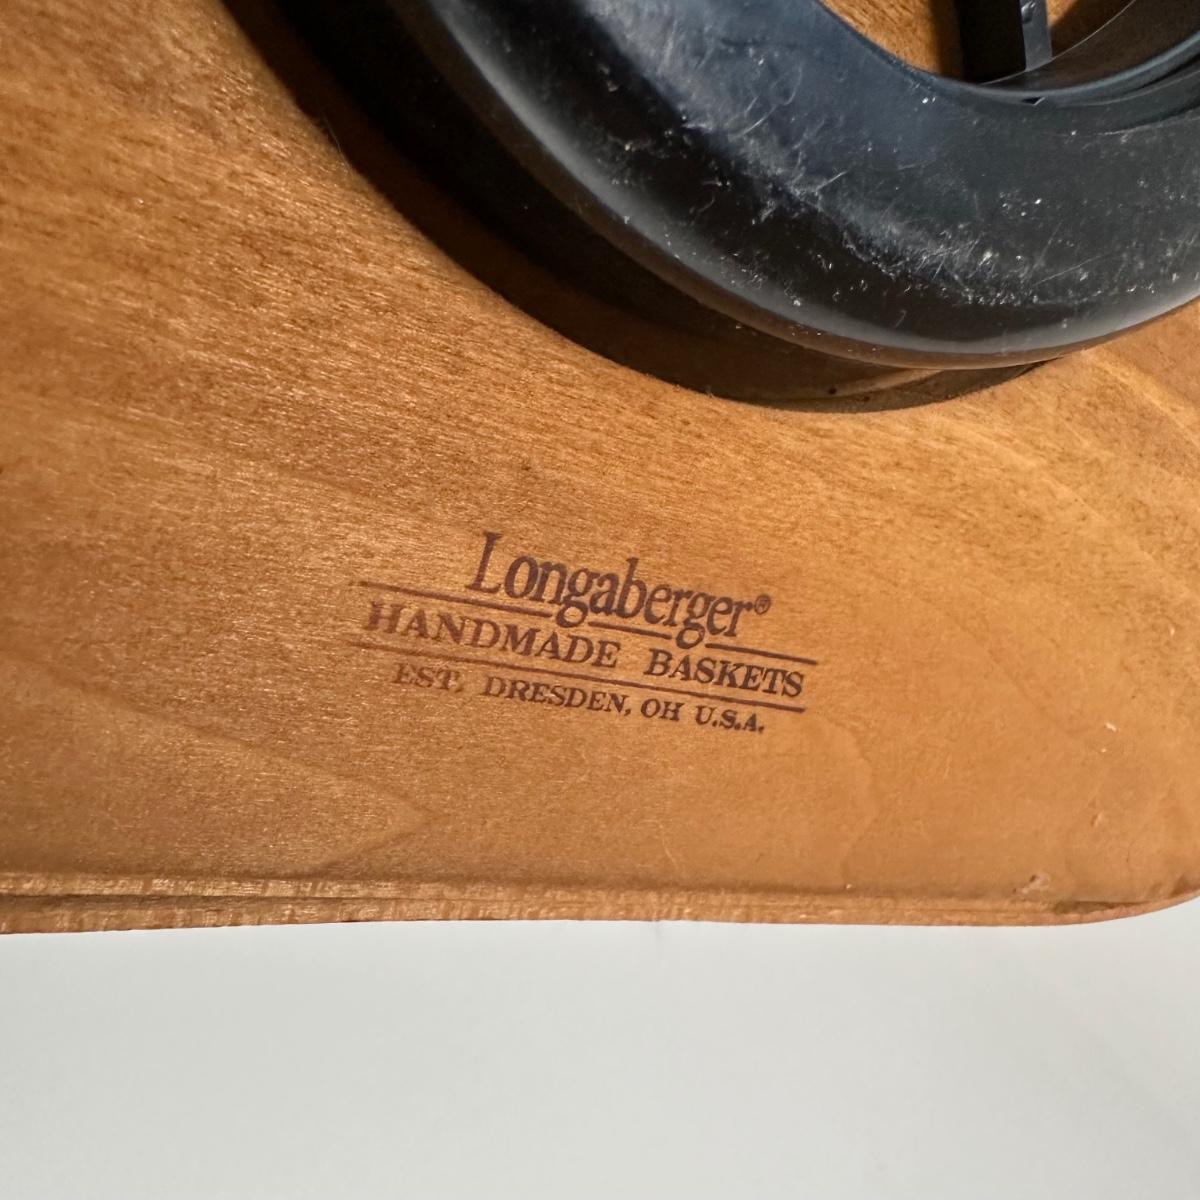 Longaberger®
HANDMADE BASKETS
EST. DRESDEN, OH U.S.A.